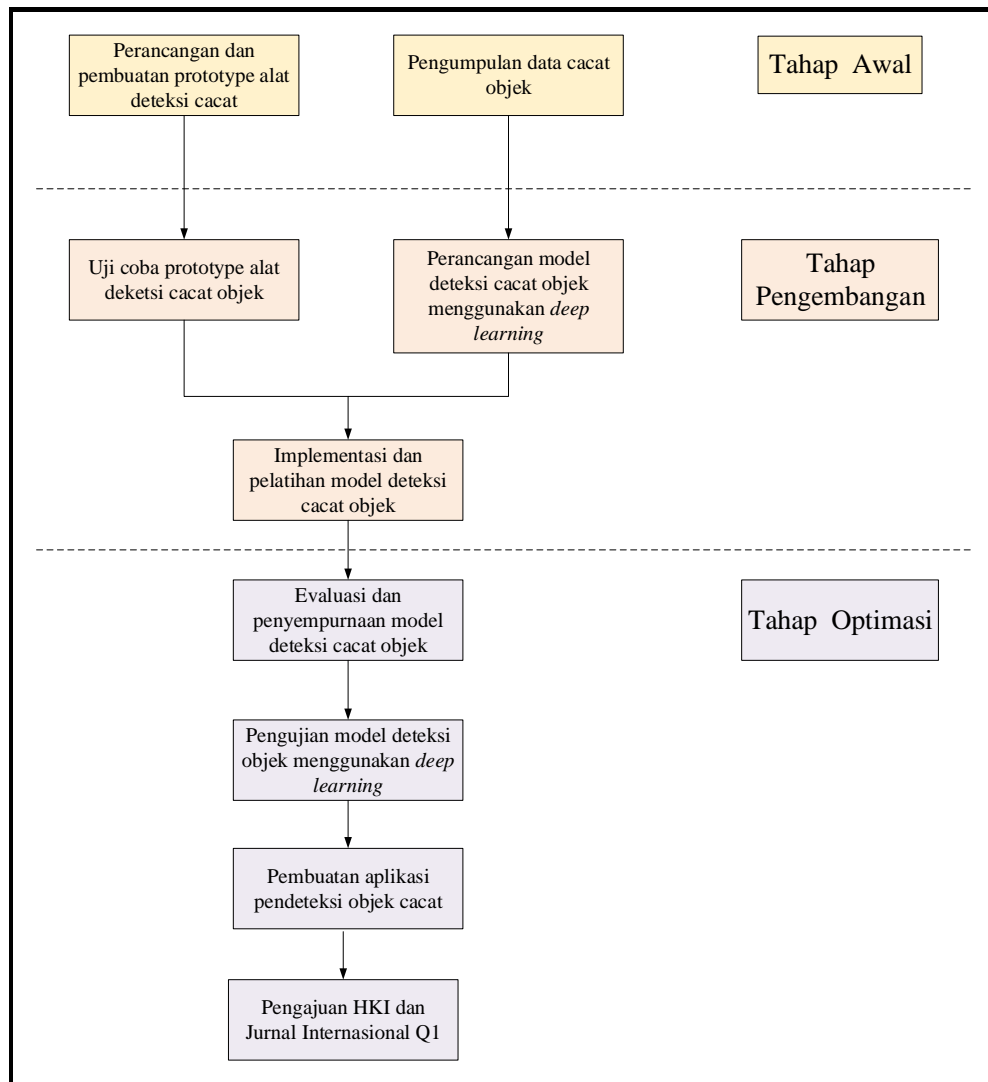 Perancangan dan
pembuatan prototype alat
deteksi cacat
Pengumpulan data cacat
objek
Tahap Awal
Uji coba prototype alat
deketsi cacat objek
Perancangan model
deteksi cacat objek
menggunakan deep
learning
Tahap
Pengembangan
Implementasi dan
pelatihan model deteksi
cacat objek
Evaluasi dan
penyempurnaan model
deteksi cacat objek
Tahap Optimasi
Pengujian model deteksi
objek menggunakan deep
learning
Pembuatan aplikasi
pendeteksi objek cacat
Pengajuan HKI dan
Jurnal Internasional Q1